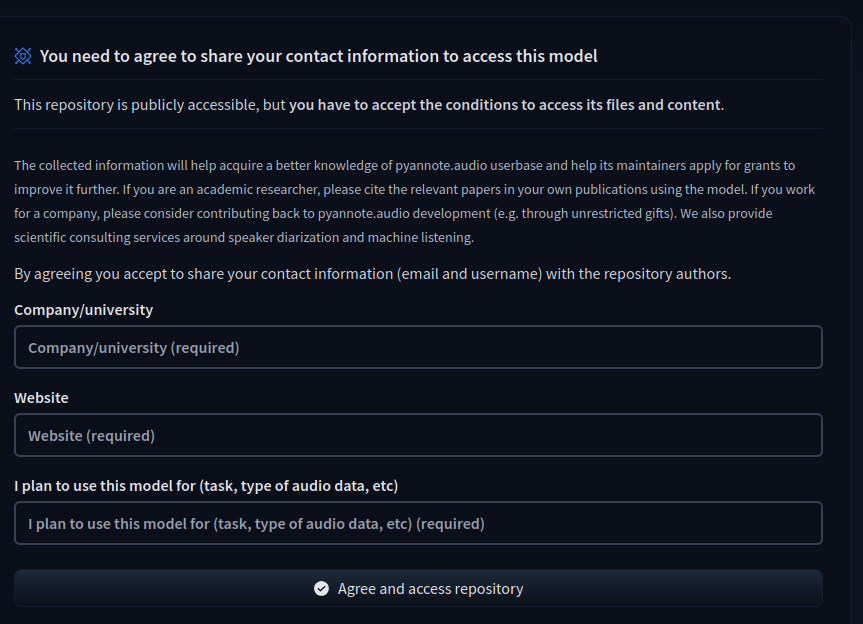 You need to agree to share your contact information to access this model
This repository is publicly accessible, but you have to accept the conditions to access its files and content.
The collected information will help acquire a better knowledge of pyannote.audio userbase and help its maintainers apply for grants to
improve it further. If you are an academic researcher, please cite the relevant papers in your own publications using the model. If you work
for a company, please consider contributing back to pyannote.audio development (e.g. through unrestricted gifts). We also provide
scientific consulting services around speaker diarization and machine listening.
By agreeing you accept to share your contact information (email and username) with the repository authors.
Company/university
Company/university (required)
Website
Website (required)
I plan to use this model for (task, type of audio data, etc)
I plan to use this model for (task, type of audio data, etc) (required)
Agree and access repository